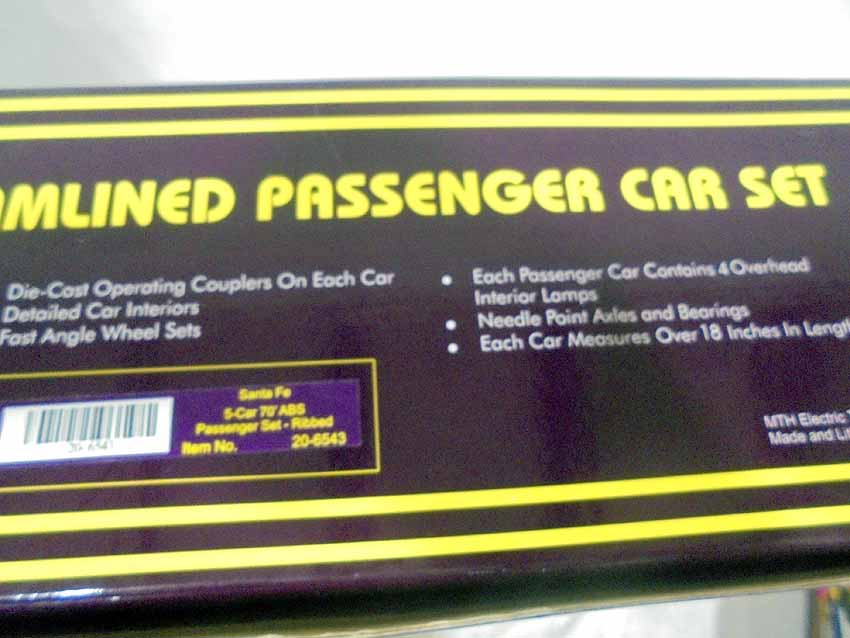 AMLINED PASSENGER CAR SET
Die-Cast Operating Couplers On Each Car
Detailed Car Interiors
Fast Angle Wheel Sets
• Each Passenger Car Contains 4 Overhead
Interior Lamps
• Needle Point Axles and Bearings
• Each Car Measures Over 18 Inches In Length
Santa Fe
5-Car 70' ABS
Passenger Set - Ribbed
Item No. 20-6543
MTH Electric T
Made and Lit